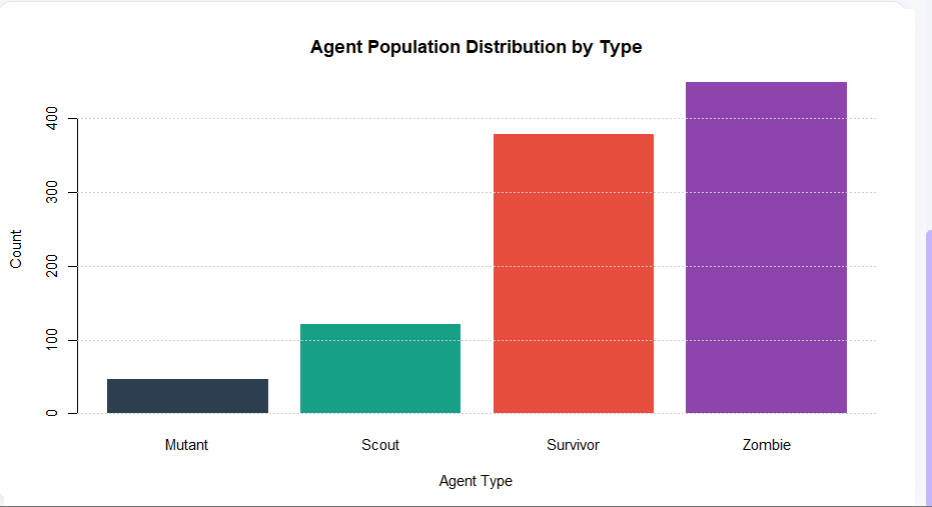 Agent Population Distribution by Type
400
300
200
100
0
Count
Mutant
Scout
Survivor
Zombie
Agent Type